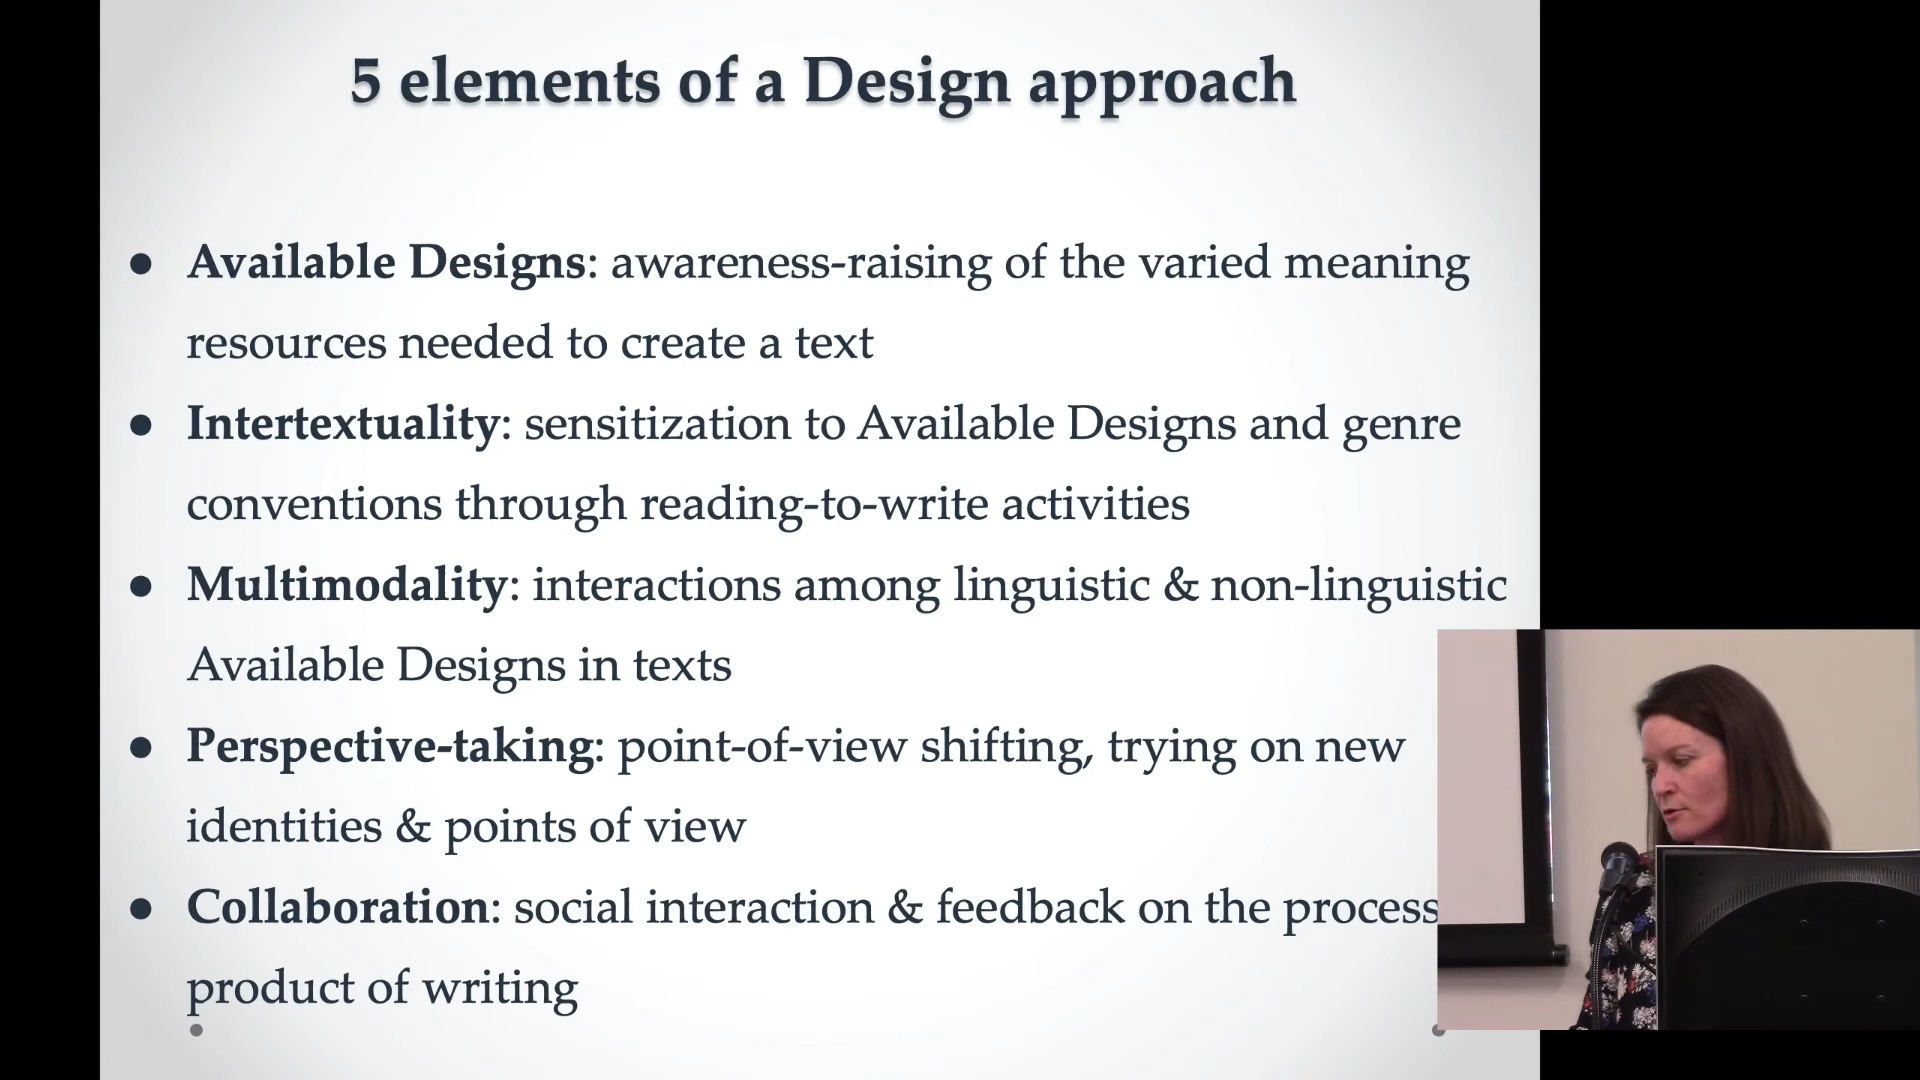 5 elements of a Design approach
● Available Designs: awareness-raising of the varied meaning
resources needed to create a text
● Intertextuality: sensitization to Available Designs and genre
conventions through reading-to-write activities
● Multimodality: interactions among linguistic & non-linguistic
Available Designs in texts
● Perspective-taking: point-of-view shifting, trying on new
identities & points of view
● Collaboration: social interaction & feedback on the process
product of writing